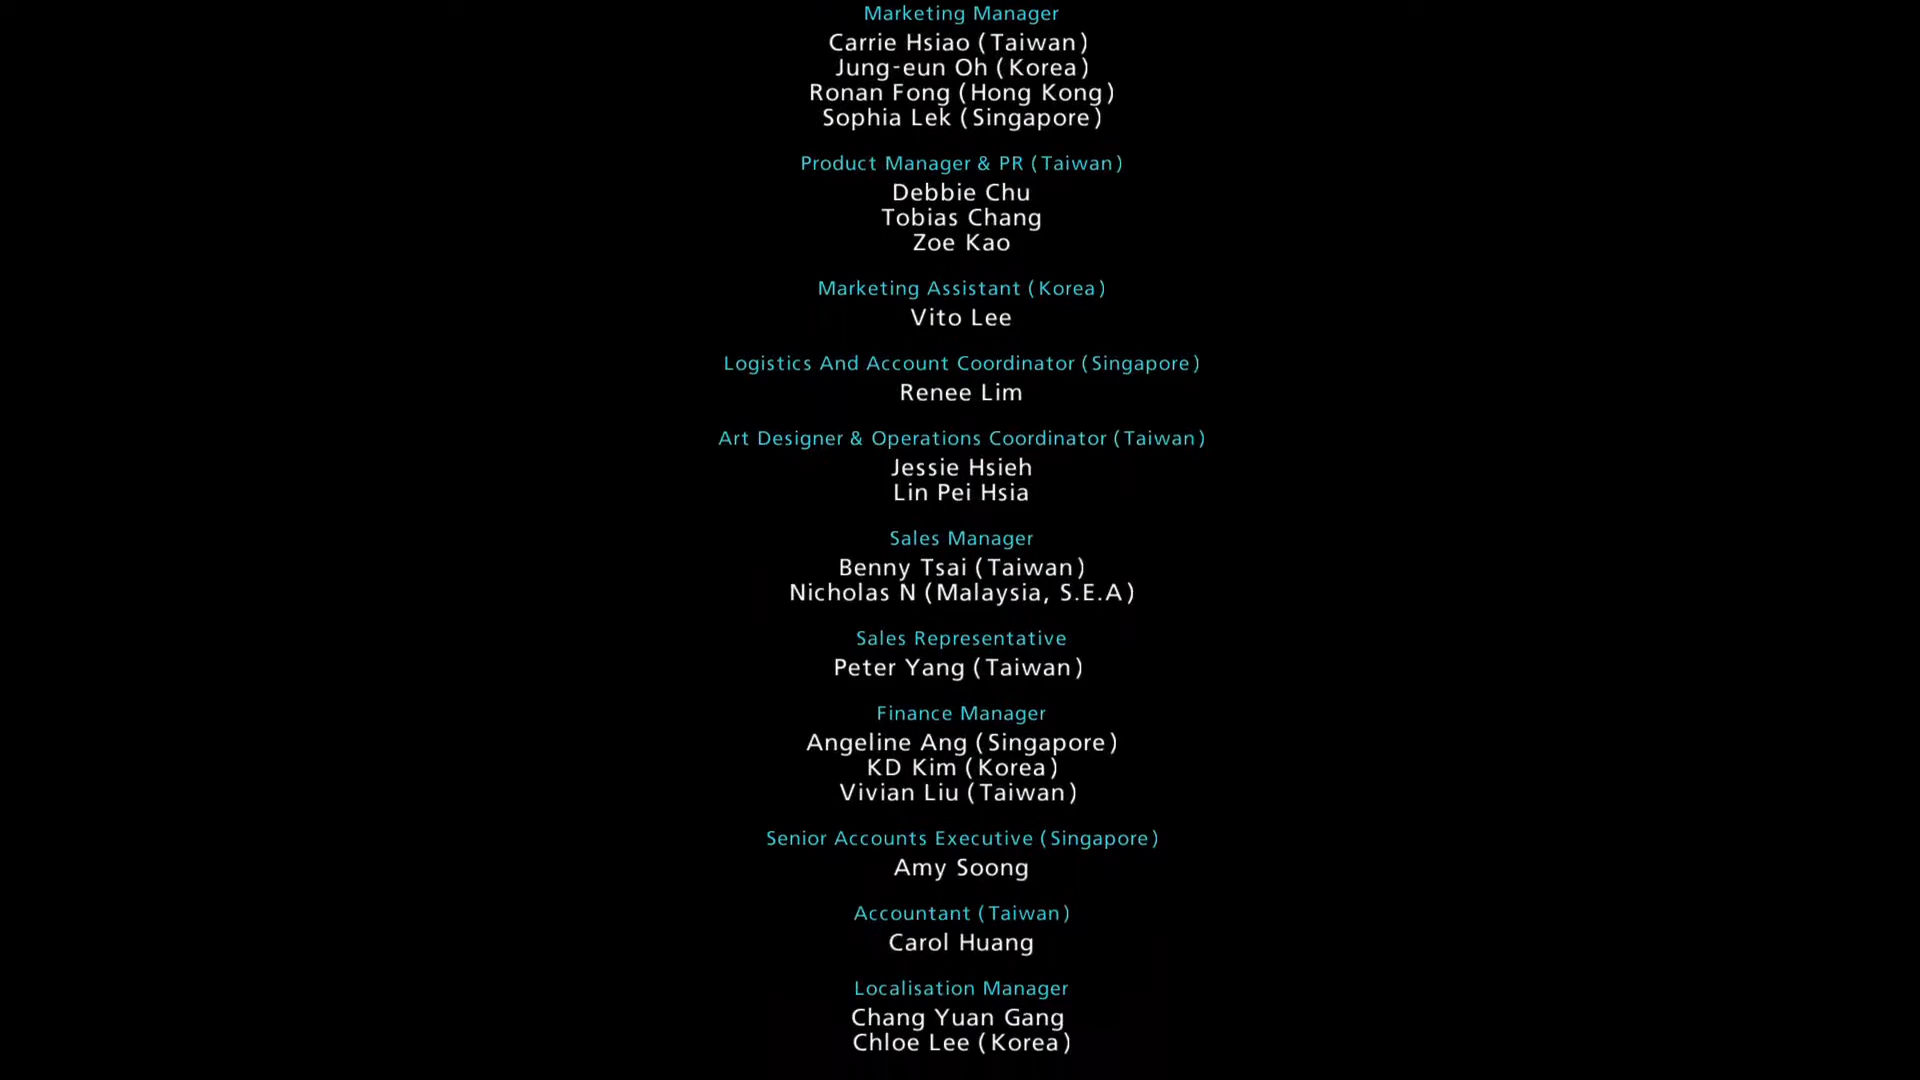 Marketing Manager
Carrie Hsiao (Taiwan)
Jung-eun Oh (Korea)
Ronan Fong (Hong Kong)
Sophia Lek (Singapore)
Product Manager & PR (Taiwan)
Debbie Chu
Tobias Chang
Zoe Kao
Marketing Assistant (Korea)
Vito Lee
Logistics And Account Coordinator (Singapore)
Renee Lim
Art Designer & Operations Coordinator (Taiwan)
Jessie Hsieh
Lin Pei Hsia
Sales Manager
Benny Tsai (Taiwan)
Nicholas N (Malaysia, S.E.A)
Sales Representative
Peter Yang (Taiwan)
Finance Manager
Angeline Ang (Singapore)
KD Kim (Korea)
Vivian Liu (Taiwan)
Senior Accounts Executive (Singapore)
Amy Soong
Accountant (Taiwan)
Carol Huang
Localisation Manager
Chang Yuan Gang
Chloe Lee (Korea)